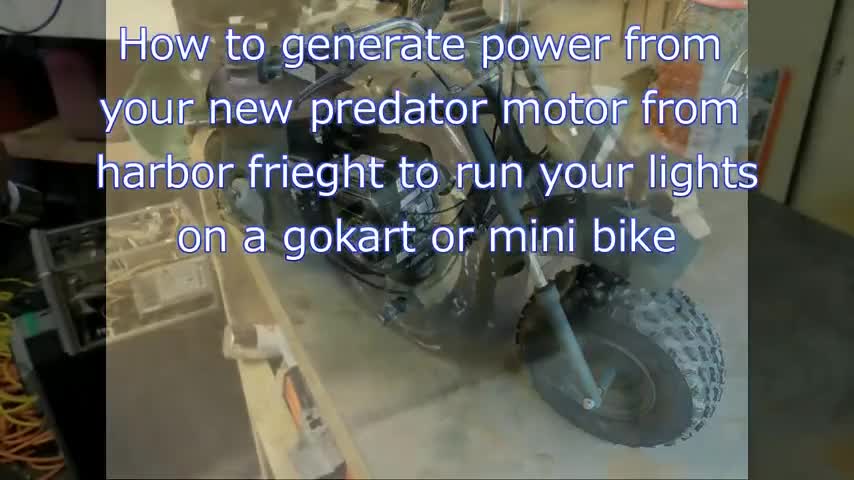 How to generate power from
your new predator motor from
harbor frieght to run your lights
on a gokart or mini bike